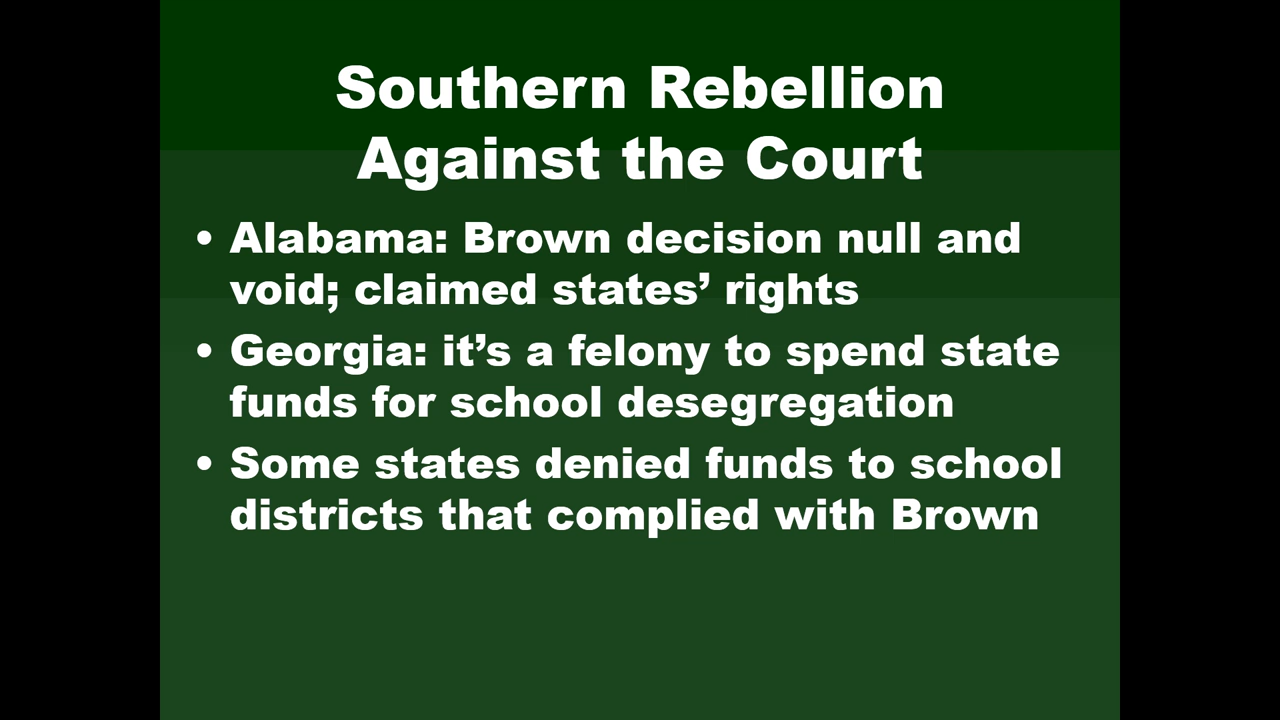 Southern Rebellion
Against the Court
• Alabama: Brown decision null and
void; claimed states’ rights
• Georgia: it’s a felony to spend state
funds for school desegregation
• Some states denied funds to school
districts that complied with Brown